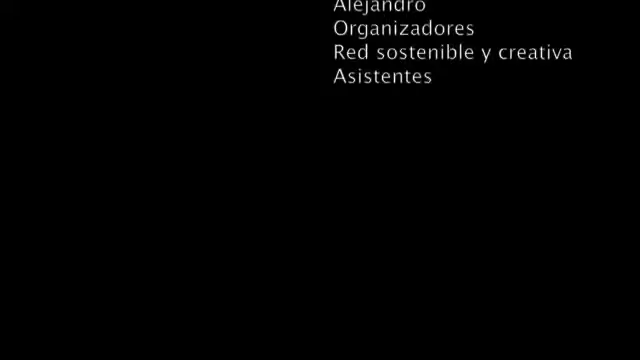 Alejandro
Organizadores
Red sostenible y creativa
Asistentes